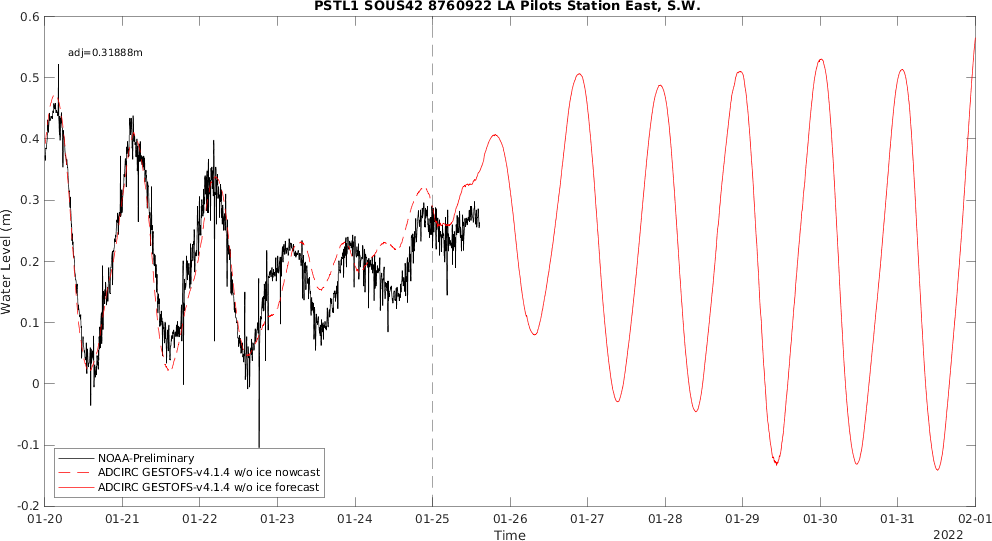 PSTL1 SOUS42 8760922 LA Pilots Station East, S.W.
adj=0.31888m
0.6
0.5
0.4
0.3
0.2
0.1
0
-0.1
-0.2
Water Level (m)
NOAA-Preliminary
ADCIRC GESTOFS-v4.1.4 w/o ice nowcast
ADCIRC GESTOFS-v4.1.4 w/o ice forecast
01-20 01-21 01-22 01-23 01-24 01-25 01-26 01-27 01-28 01-29 01-30 01-31 02-01
Time
2022